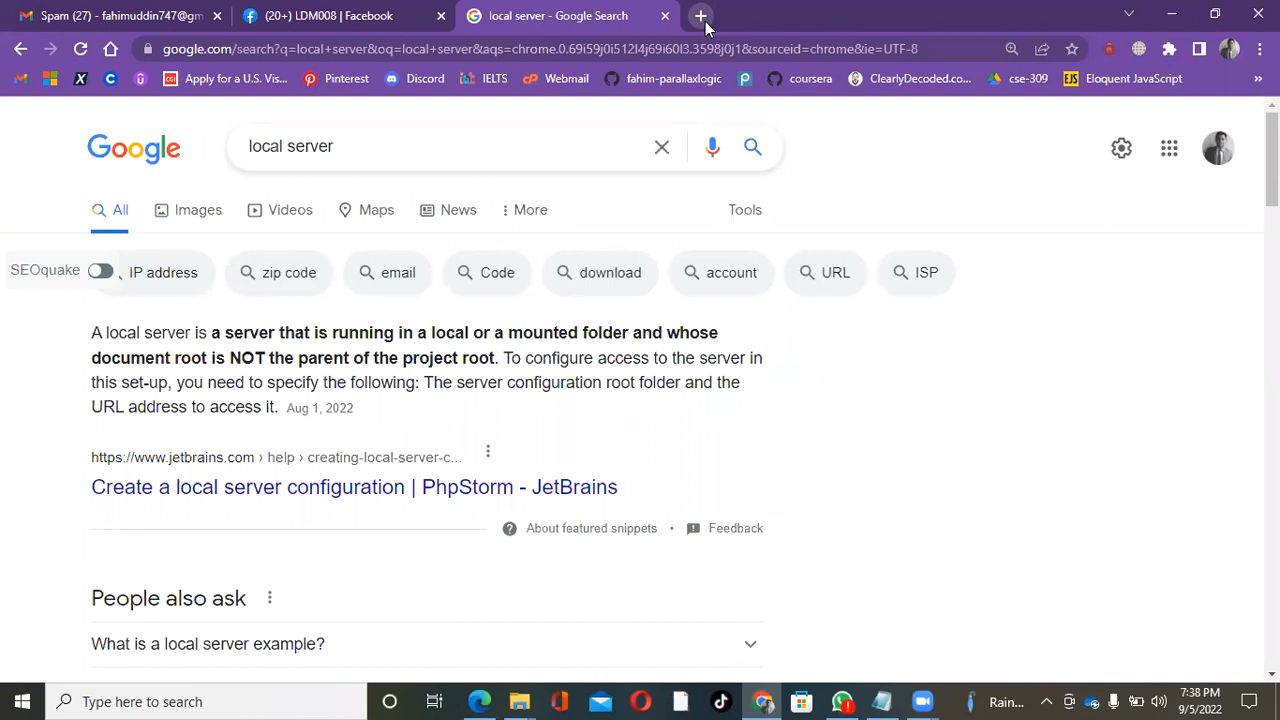 Spam (27) - fahimuddin747@gm
(20+) LDM008 | Facebook
local server - Google Search
google.com/search?q=local+server&oq=local+server&aqs=chrome.0.69i59j0i512l4j69i60l3.3598j0j1&sourceid=chrome&ie=UTF-8
Apply for a U.S. Vis...
Pinterest
Discord
IELTS
Webmail
fahim-parallaxlogic
coursera
ClearlyDecoded.co...
cse-309
EJS
Eloquent JavaScript
»
Google
local server
All
Images
Videos
Maps
News
More
Tools
SEOquake
IP address
zip code
email
Code
download
account
URL
ISP
A local server is a server that is running in a local or a mounted folder and whose
document root is NOT the parent of the project root. To configure access to the server in
this set-up, you need to specify the following: The server configuration root folder and the
URL address to access it. Aug 1, 2022
https://www.jetbrains.com › help › creating-local-server-c...
Create a local server configuration | PhpStorm - JetBrains
About featured snippets
•
Feedback
People also ask
What is a local server example?
Type here to search
Rain...
7:38 PM
9/5/2022